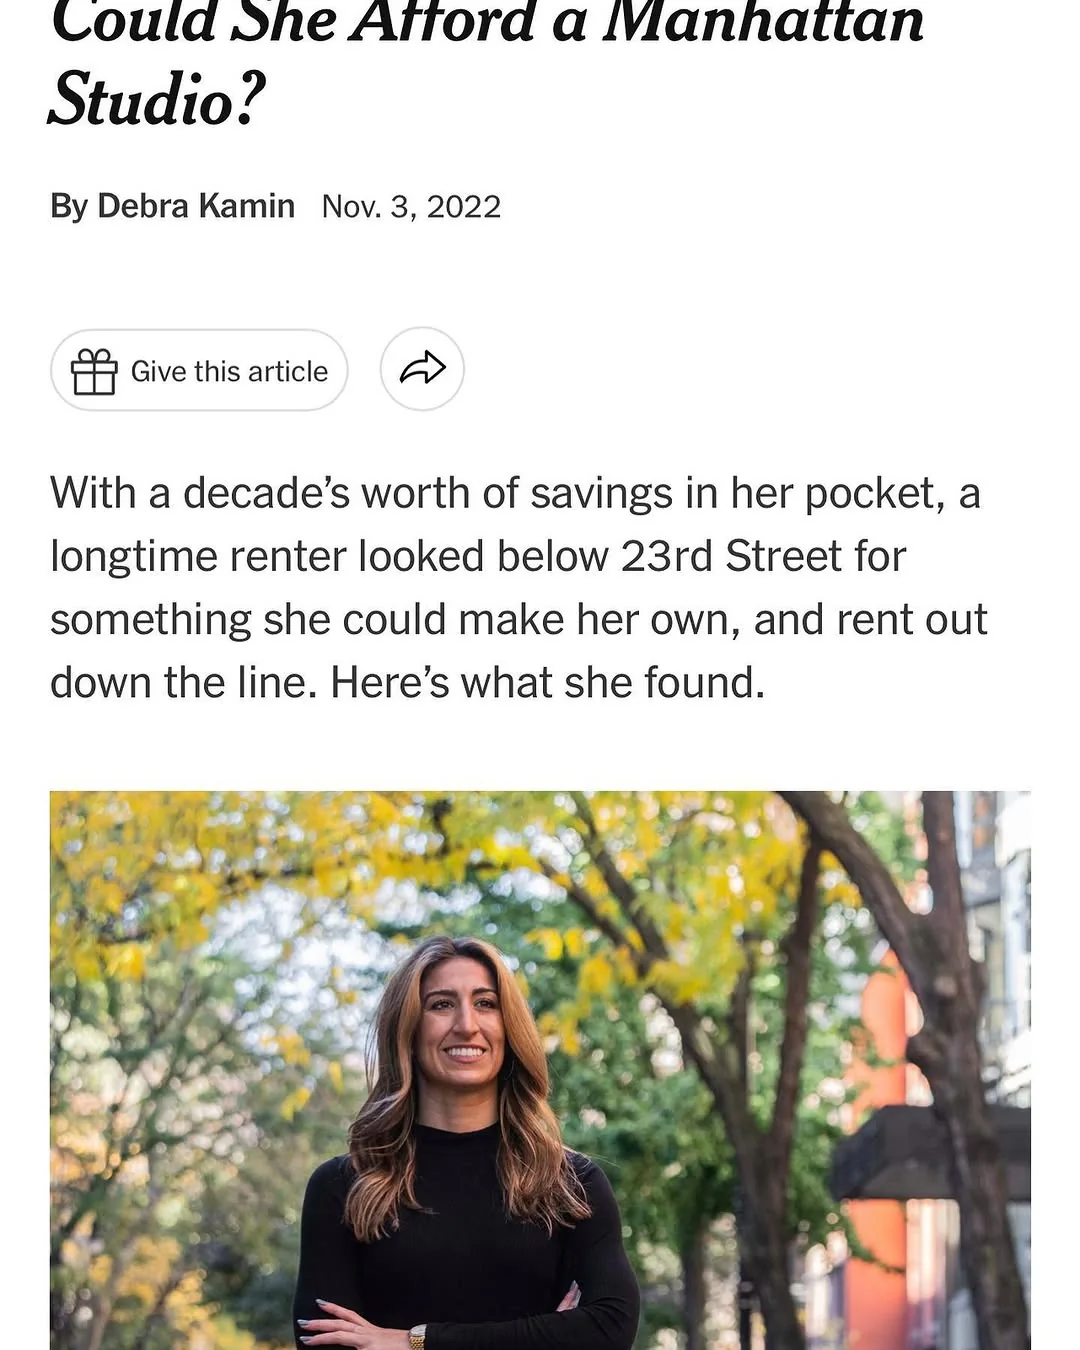 Could She Afford a Manhattan
Studio?
By Debra Kamin Nov. 3, 2022
Give this article
With a decade’s worth of savings in her pocket, a
longtime renter looked below 23rd Street for
something she could make her own, and rent out
down the line. Here’s what she found.